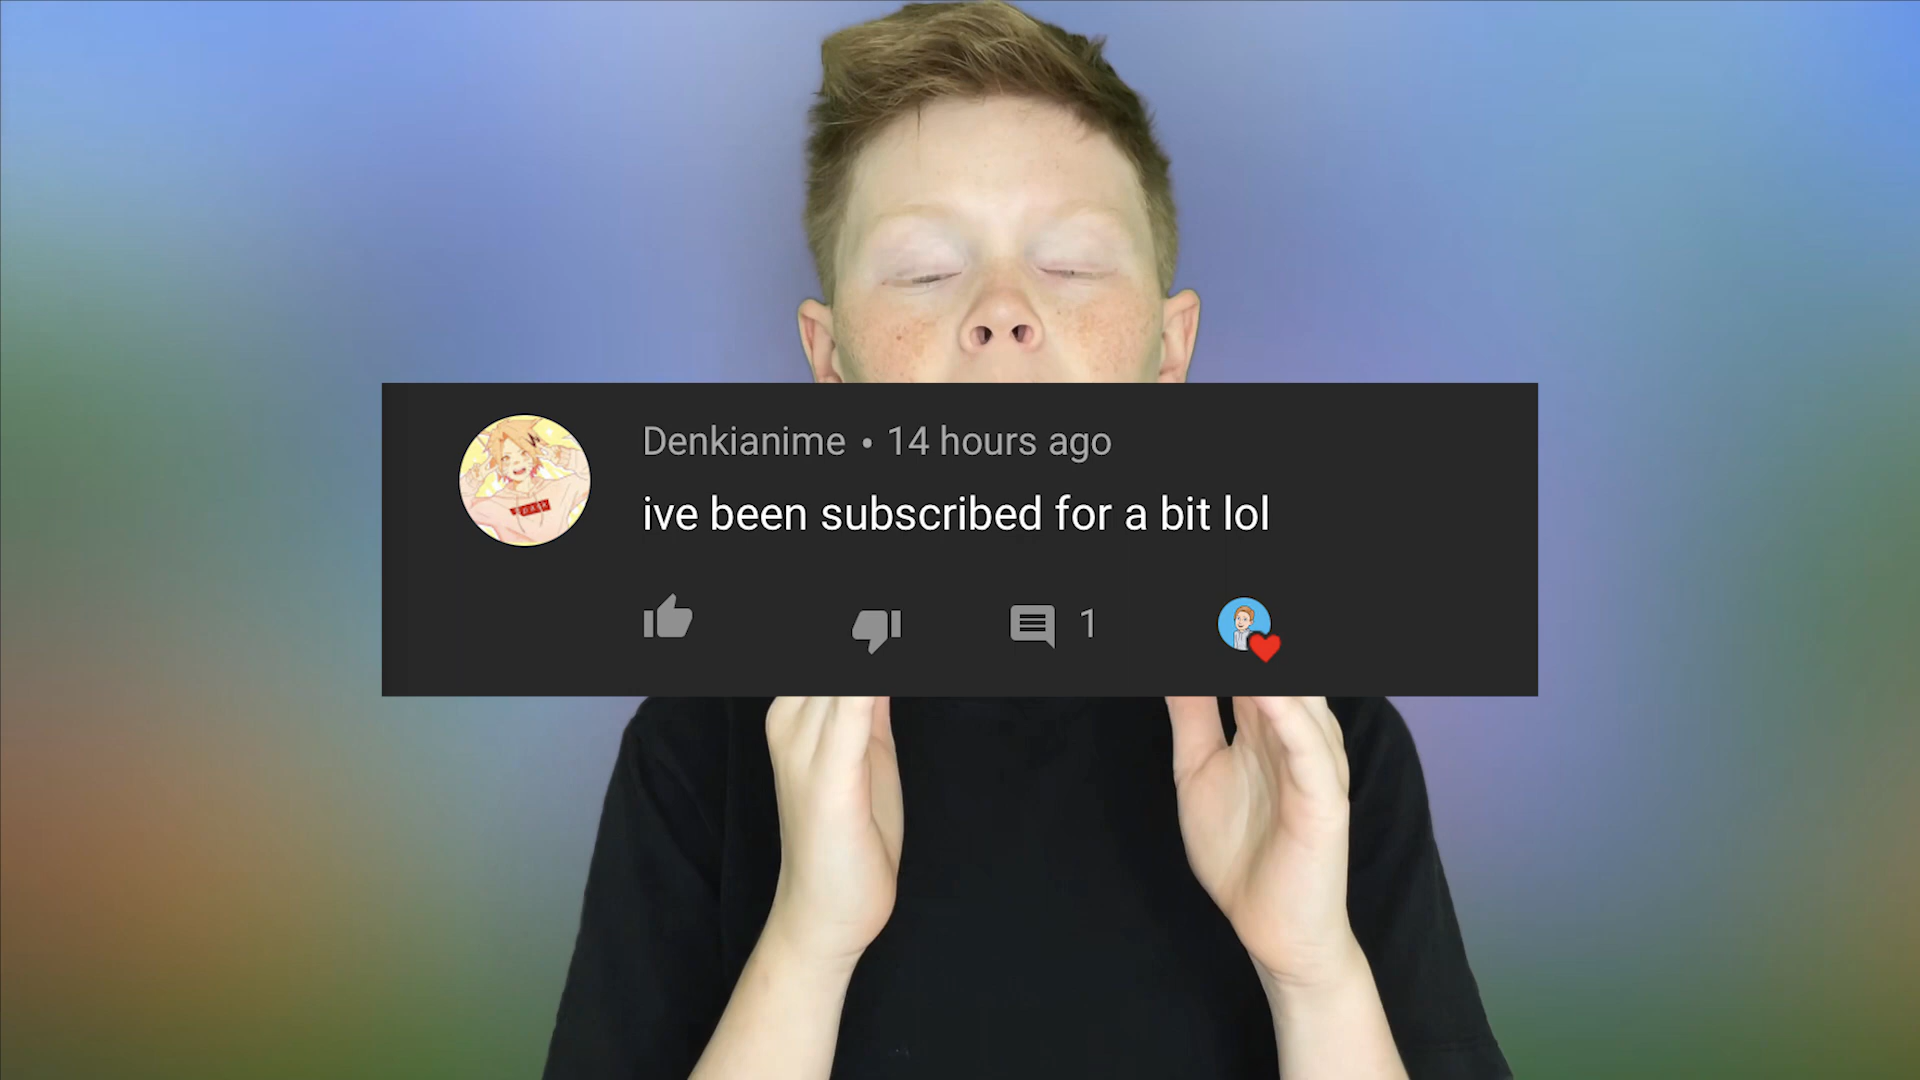 Denkianime • 14 hours ago
ive been subscribed for a bit lol
1